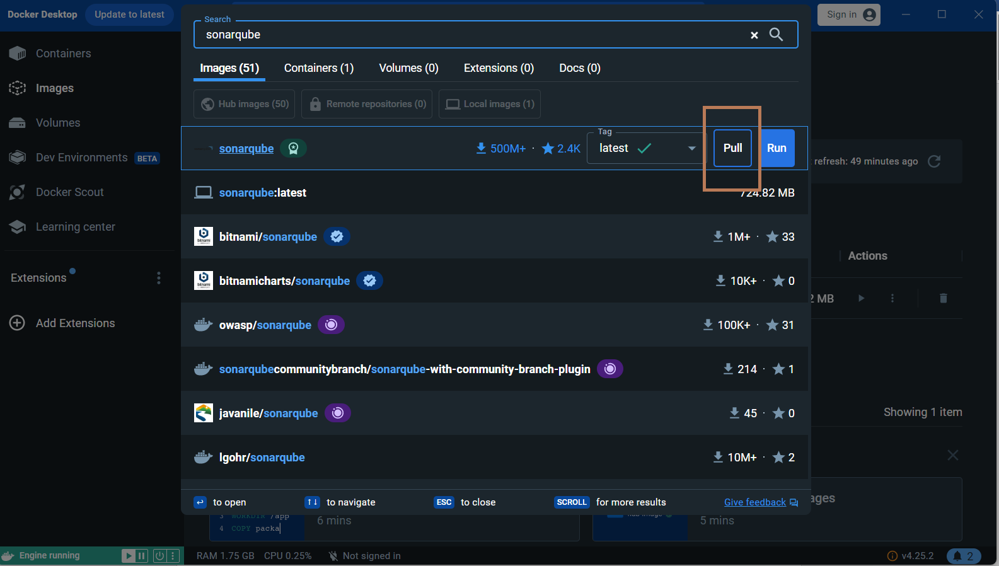 Docker Desktop
Update to latest
Sign in
Search
sonarqube
Containers
Images
Volumes
Dev Environments BETA
Docker Scout
Learning center
Extensions
Add Extensions
Images (51)
Containers (1)
Volumes (0)
Extensions (0)
Docs (0)
Hub images (50)
Remote repositories (0)
Local images (1)
sonarqube
500M+ · 2.4K
Tag
latest
Pull
Run
refresh: 49 minutes ago
sonarqube:latest
724.82 MB
bitnami/sonarqube
1M+ · 33
Actions
bitnamicharts/sonarqube
10K+ · 0
2 MB
owasp/sonarqube
100K+ · 31
sonarqubecommunitybranch/sonarqube-with-community-branch-plugin
214 · 1
javanile/sonarqube
45 · 0
Showing 1 item
lgohr/sonarqube
10M+ · 2
to open
to navigate
ESC to close
SCROLL for more results
Give feedback
ages
3 WORKDIR /app
4 COPY packa
6 mins
5 mins
Engine running
RAM 1.75 GB CPU 0.25%
Not signed in
v4.25.2
2